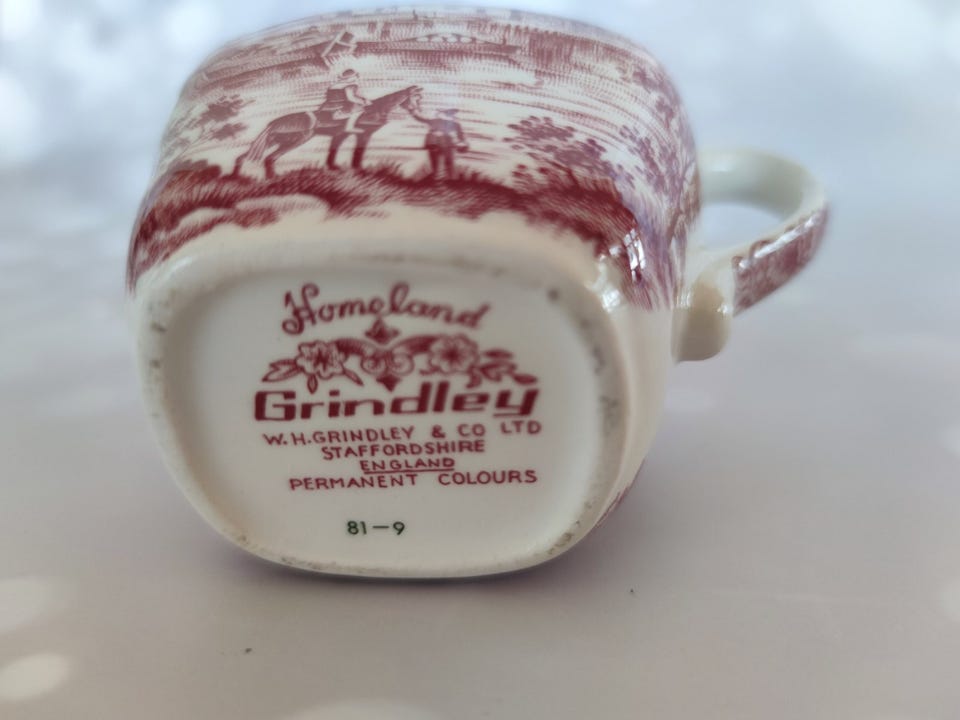 Homeland
Grindley
W.H.GRINDLEY & CO LTD
STAFFORDSHIRE
ENGLAND
PERMANENT COLOURS
81-9